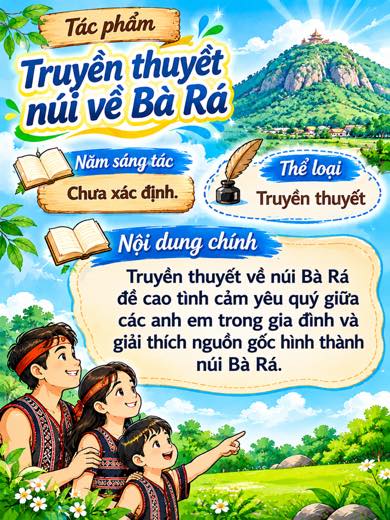 Tác phẩm
Truyền thuyết
núi về Bà Rá
Năm sáng tác
Chưa xác định.
Thể loại
Truyền thuyết
Nội dung chính
Truyền thuyết về núi Bà Rá
đề cao tình cảm yêu quý giữa
các anh em trong gia đình và
giải thích nguồn gốc hình thành
núi Bà Rá.